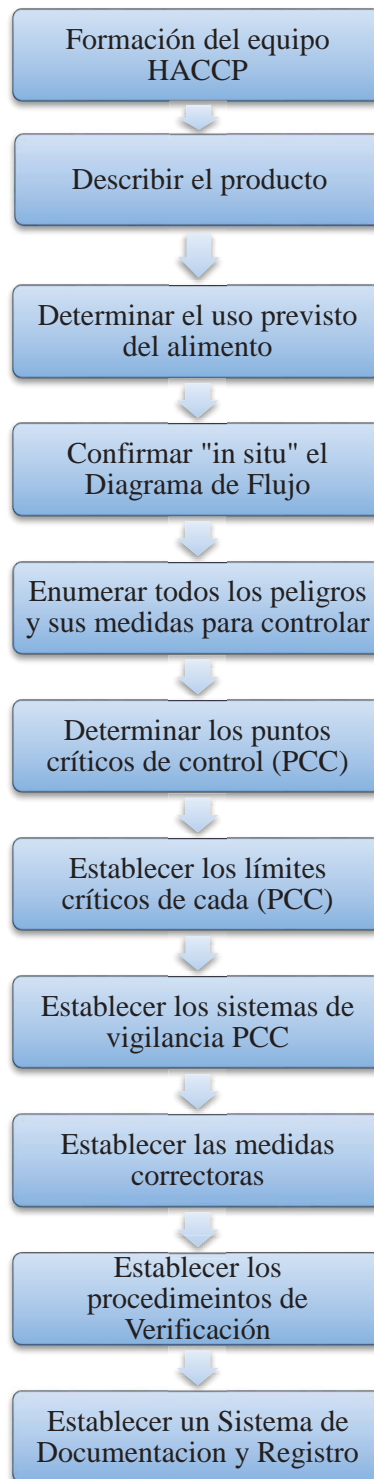 Formación del equipo
HACCP
Describir el producto
Determinar el uso previsto
del alimento
Confirmar "in situ" el
Diagrama de Flujo
Enumerar todos los peligros
y sus medidas para controlar
Determinar los puntos
críticos de control (PCC)
Establecer los límites
críticos de cada (PCC)
Establecer los sistemas de
vigilancia PCC
Establecer las medidas
correctoras
Establecer los
procedimeintos de
Verificación
Establecer un Sistema de
Documentacion y Registro